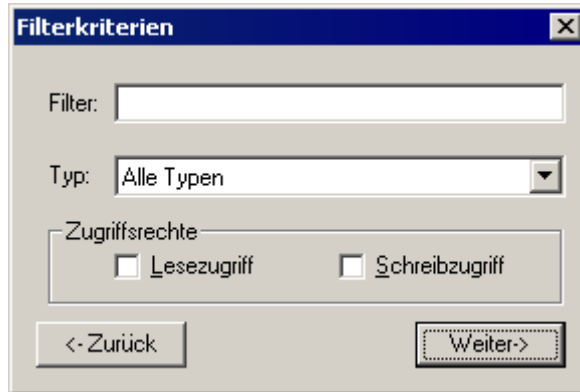 Filterkriterien
Filter:
Typ: Alle Typen
Zugriffsrechte
Lesezugriff Schreibzugriff
<-Zurück Weiter->